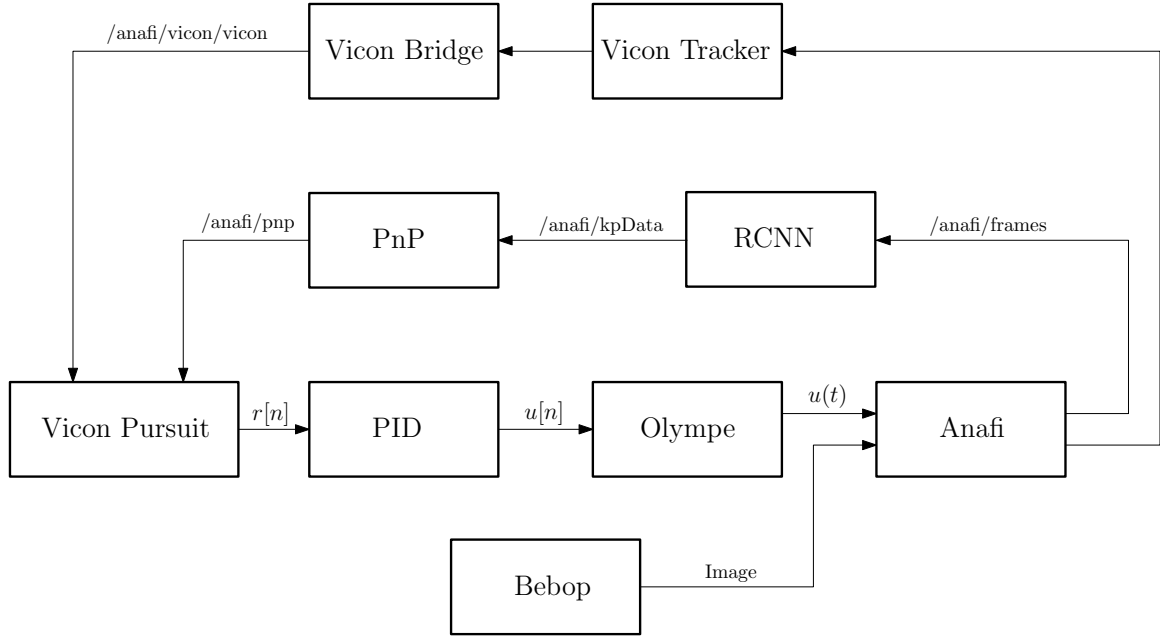 /anafi/vicon/vicon
Vicon Bridge
Vicon Tracker
/anafi/pnp
PnP
/anafi/kpData
RCNN
/anafi/frames
Vicon Pursuit
r[n]
PID
u[n]
Olympe
u(t)
Anafi
Bebop
Image